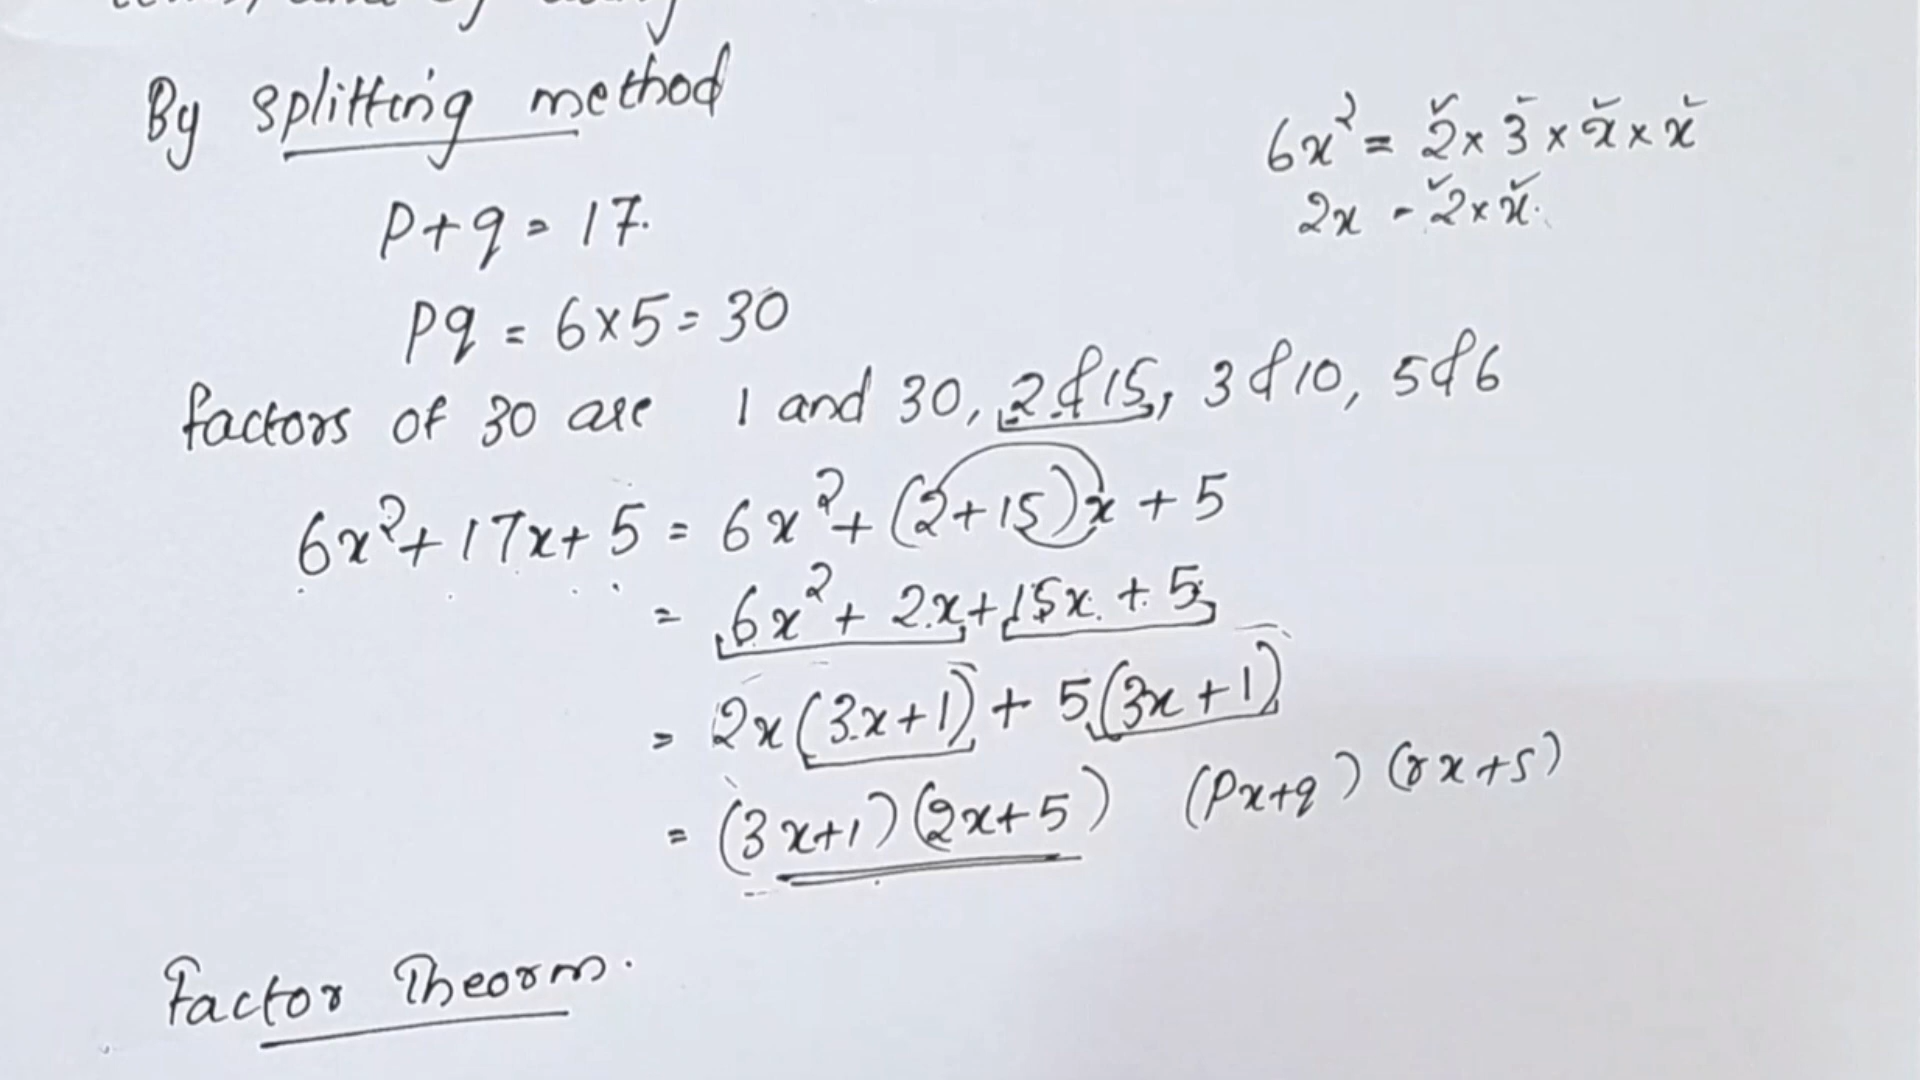 By splitting method
p+q = 17.
pq = 6×5 = 30
factors of 30 are 1 and 30, 2&15, 3&10, 5&6
6x²+17x+5 = 6x²+(2+15)x+5
= 6x²+2x+15x+5
= 2x(3x+1)+5(3x+1)
= (3x+1)(2x+5) (px+q)(rx+s)
6x² = 2×3×x×x
2x - 2×x.
Factor Theorm.